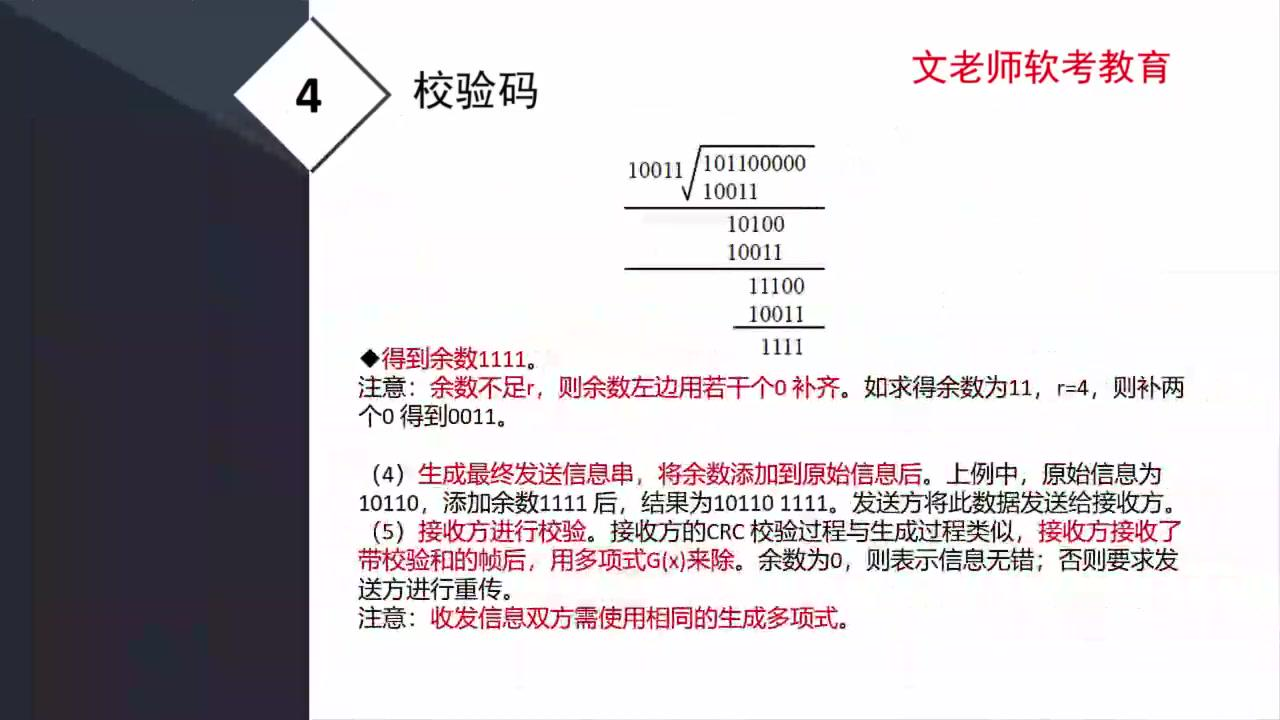 4
校验码
文老师软考教育
10011 101100000
10011
10100
10011
11100
10011
1111
◆得到余数1111。
注意：余数不足r，则余数左边用若干个0 补齐。如求得余数为11，r=4，则补两
个0 得到0011。
（4）生成最终发送信息串，将余数添加到原始信息后。上例中，原始信息为
10110，添加余数1111 后，结果为10110 1111。发送方将此数据发送给接收方。
（5）接收方进行校验。接收方的CRC 校验过程与生成过程类似，接收方接收了
带校验和的帧后，用多项式G(x)来除。余数为0，则表示信息无错；否则要求发
送方进行重传。
注意：收发信息双方需使用相同的生成多项式。